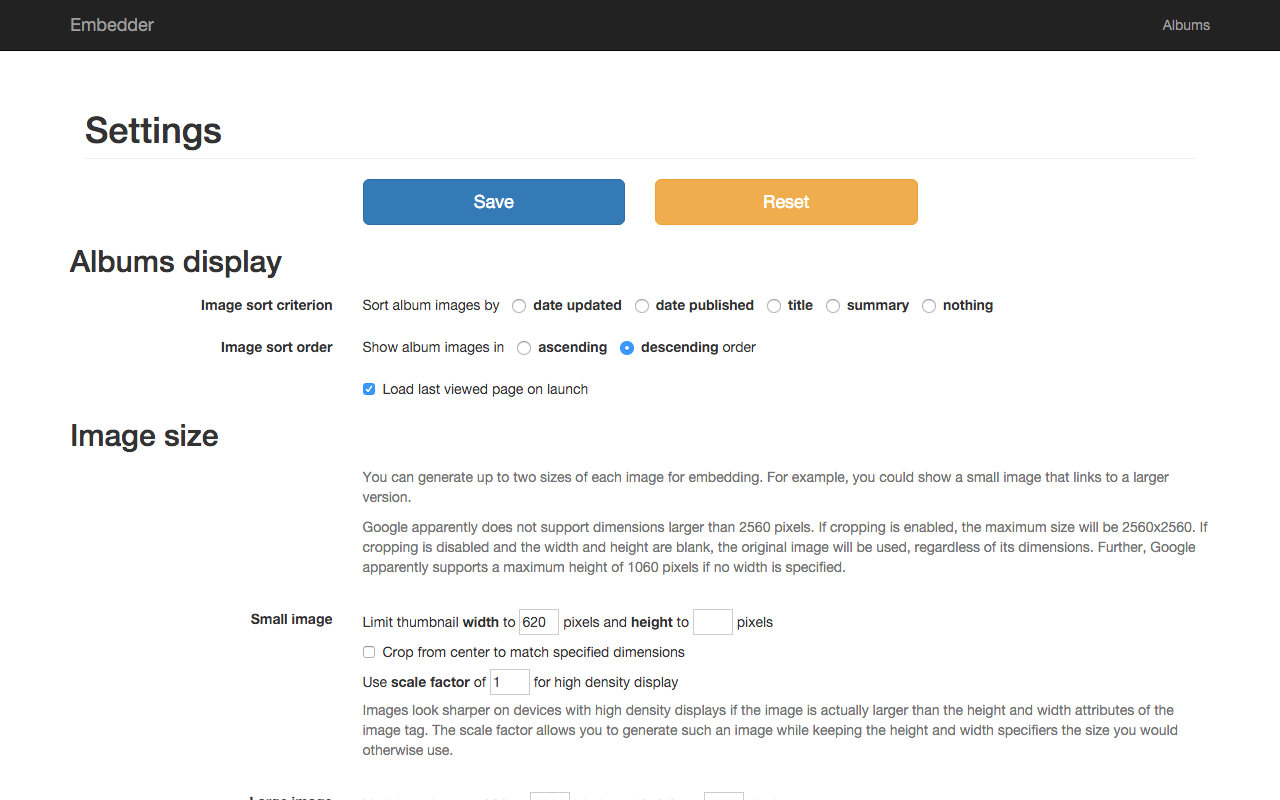 Embedder
Albums
Settings
Save
Reset
Albums display
Image sort criterion
Sort album images by date updated date published title summary nothing
Image sort order
Show album images in ascending descending order
Load last viewed page on launch
Image size
You can generate up to two sizes of each image for embedding. For example, you could show a small image that links to a larger
version.
Google apparently does not support dimensions larger than 2560 pixels. If cropping is enabled, the maximum size will be 2560x2560. If
cropping is disabled and the width and height are blank, the original image will be used, regardless of its dimensions. Further, Google
apparently supports a maximum height of 1060 pixels if no width is specified.
Small image
Limit thumbnail width to 620 pixels and height to pixels
Crop from center to match specified dimensions
Use scale factor of 1 for high density display
Images look sharper on devices with high density displays if the image is actually larger than the height and width attributes of the
image tag. The scale factor allows you to generate such an image while keeping the height and width specifiers the size you would
otherwise use.
Large image